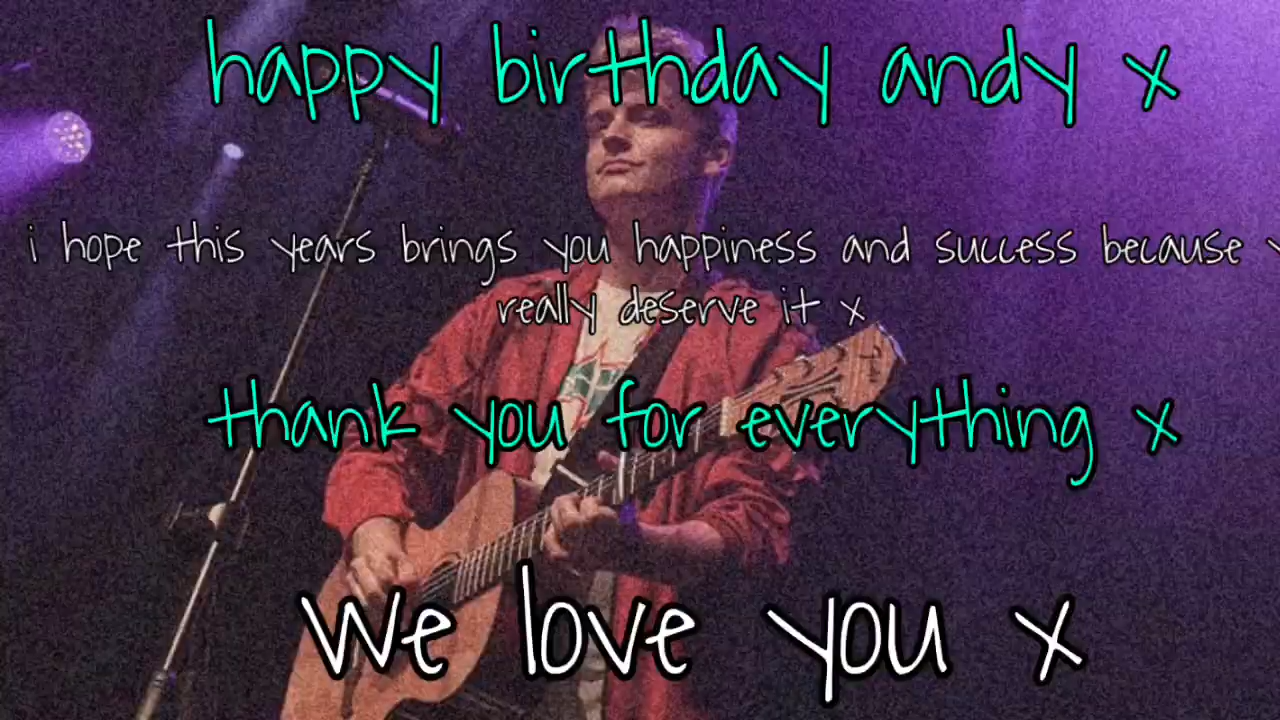 happy birthday andy x
i hope this years brings you happiness and success because
really deserve it x
thank you for everything x
we love you x